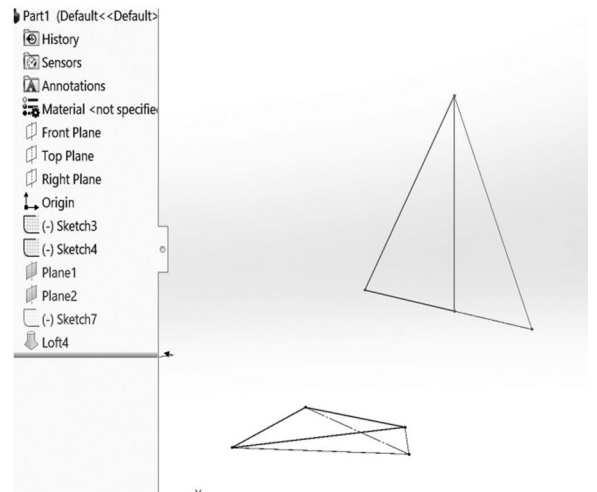 Part1 (Default<<Default>
History
Sensors
Annotations
Material <not specifie
Front Plane
Top Plane
Right Plane
Origin
(-) Sketch3
(-) Sketch4
Plane1
Plane2
(-) Sketch7
Loft4